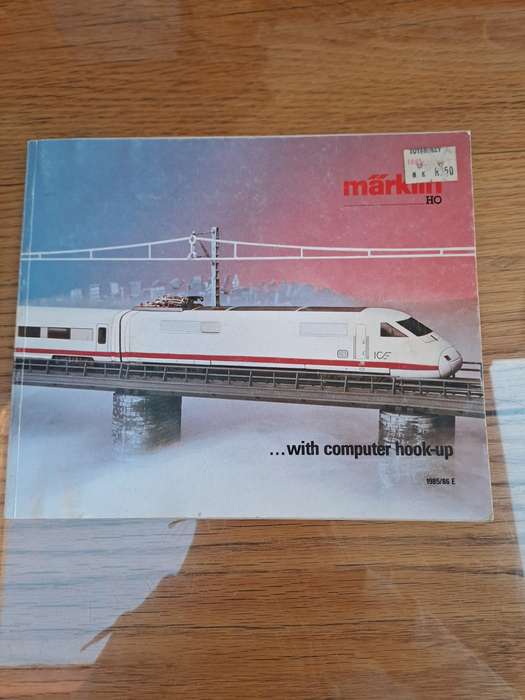 märklin
HO
ICE
...with computer hook-up
1985/86 E